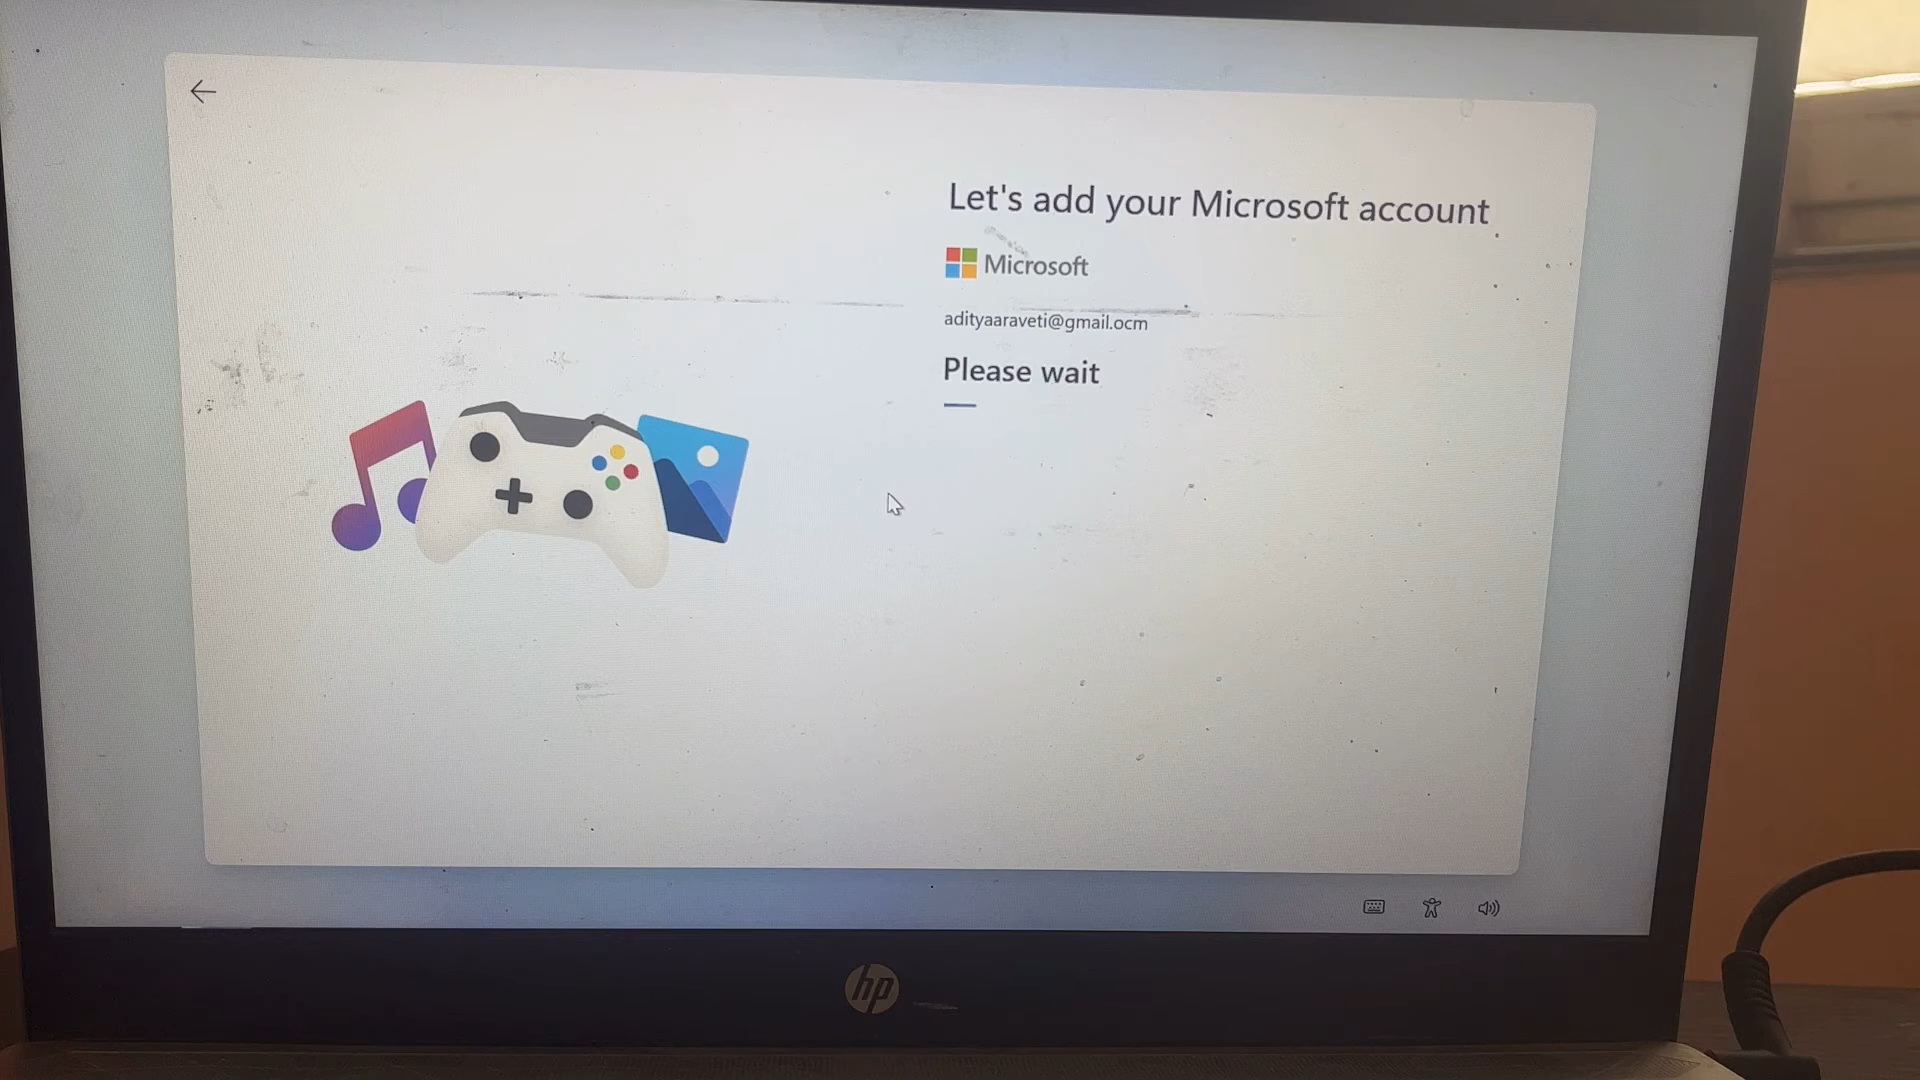 Let's add your Microsoft account
Microsoft
adityaaraveti@gmail.ocm
Please wait
hp